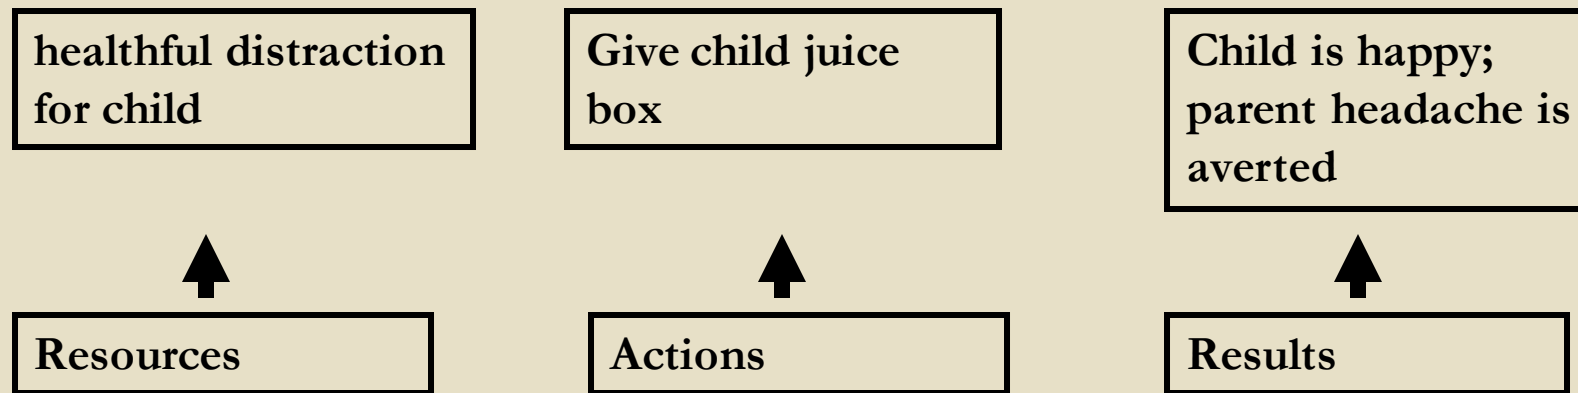 healthful distraction
for child
Give child juice
box
Child is happy;
parent headache is
averted
Resources
Actions
Results